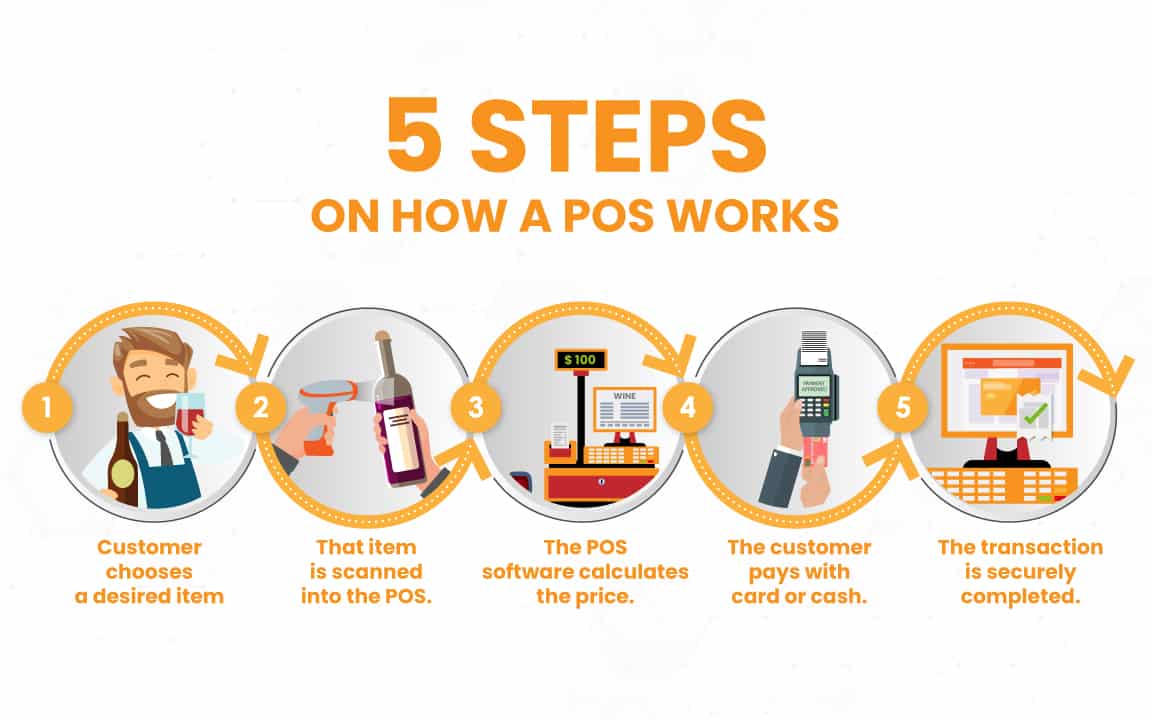 5 STEPS
ON HOW A POS WORKS
1
2
3
4
5
$ 100
WINE
PAYMENT
APPROVED
Customer
chooses
a desired item
That item
is scanned
into the POS.
The POS
software calculates
the price.
The customer
pays with
card or cash.
The transaction
is securely
completed.